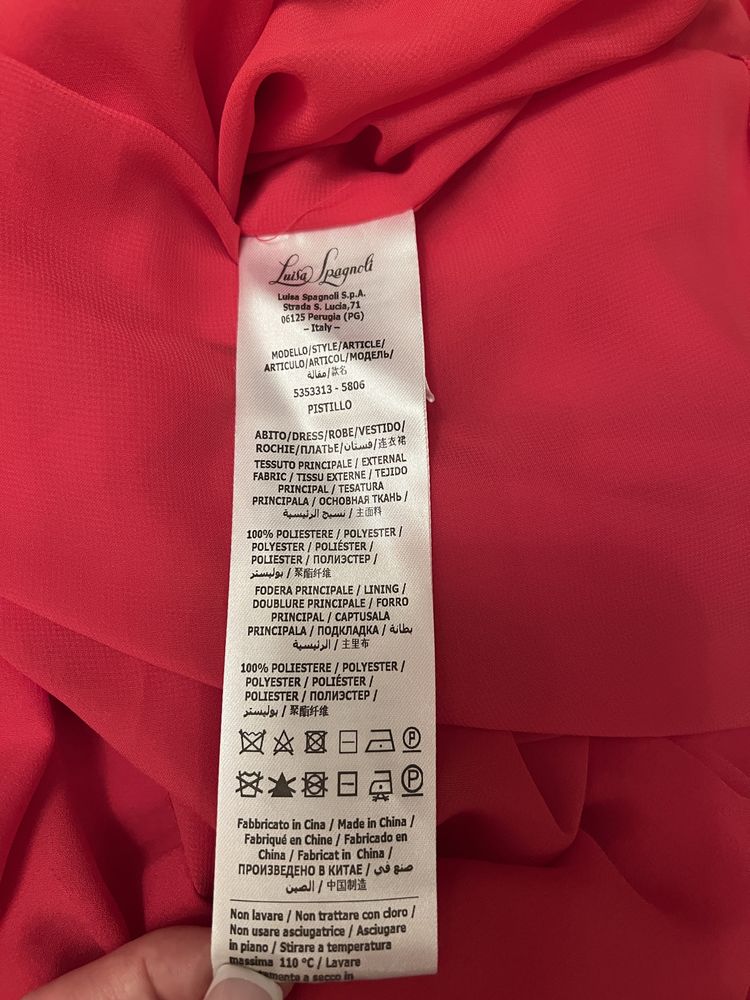 Luisa Spagnoli
Luisa Spagnoli S.p.A.
Strada S. Lucia,71
06125 Perugia (PG)
– Italy –
MODELLO/STYLE/ARTICLE/
ARTICULO/ARTICOL/МОДЕЛЬ/
مقالة/款名
5353313 - 5806
PISTILLO
ABITO/DRESS/ROBE/VESTIDO/
ROCHIE/ПЛАТЬЕ/فستان/连衣裙
TESSUTO PRINCIPALE / EXTERNAL
FABRIC / TISSU EXTERNE / TEJIDO
PRINCIPAL / TESATURA
PRINCIPALA / ОСНОВНАЯ ТКАНЬ /
نسيج الرئيسية / 主面料
100% POLIESTERE / POLYESTER /
POLYESTER / POLIÉSTER /
POLIESTER / ПОЛИЭСТЕР /
بوليستر / 聚酯纤维
FODERA PRINCIPALE / LINING /
DOUBLURE PRINCIPALE / FORRO
PRINCIPAL / CAPTUSALA
PRINCIPALA / ПОДКЛАДКА / بطانة
الرئيسية / 主里布
100% POLIESTERE / POLYESTER /
POLYESTER / POLIÉSTER /
POLIESTER / ПОЛИЭСТЕР /
بوليستر / 聚酯纤维
P
P
Fabbricato in Cina / Made in China /
Fabriqué en Chine / Fabricado en
China / Fabricat in China /
ПРОИЗВЕДЕНО В КИТАЕ / صنع في
الصين / 中国制造
Non lavare / Non trattare con cloro /
Non usare asciugatrice / Asciugare
in piano / Stirare a temperatura
massima 110 °C / Lavare
a secco in